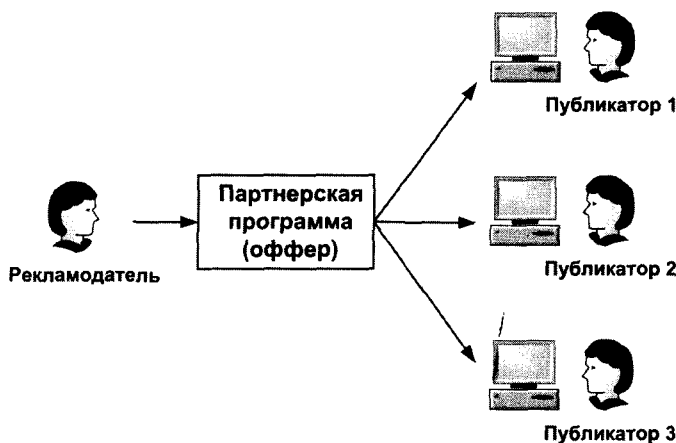 Публикатор 1
Партнерская
программа
(оффер)
Рекламодатель
Публикатор 2
Публикатор 3